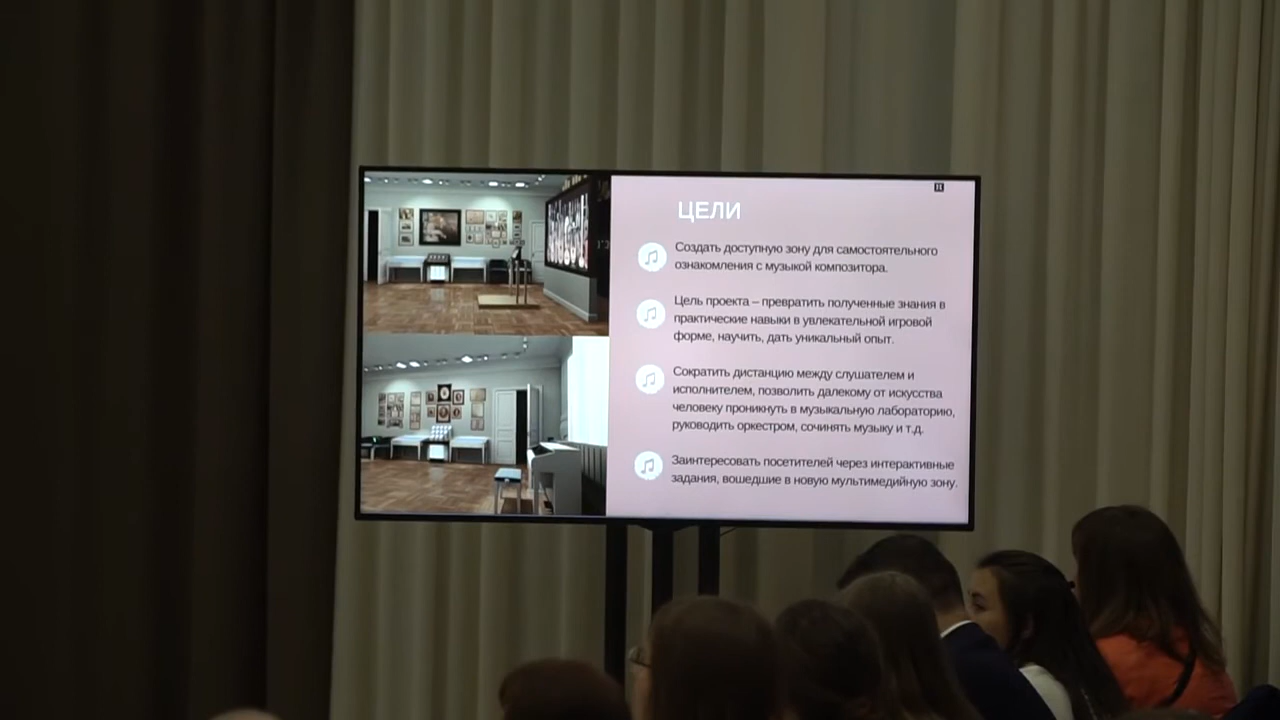 ЦЕЛИ
Создать доступную зону для самостоятельного
ознакомления с музыкой композитора.
Цель проекта – превратить полученные знания в
практические навыки в увлекательной игровой
форме, научить, дать уникальный опыт.
Сократить дистанцию между слушателем и
исполнителем, позволить далекому от искусства
человеку проникнуть в музыкальную лабораторию,
руководить оркестром, сочинять музыку и т.д.
Заинтересовать посетителей через интерактивные
задания, вошедшие в новую мультимедийную зону.